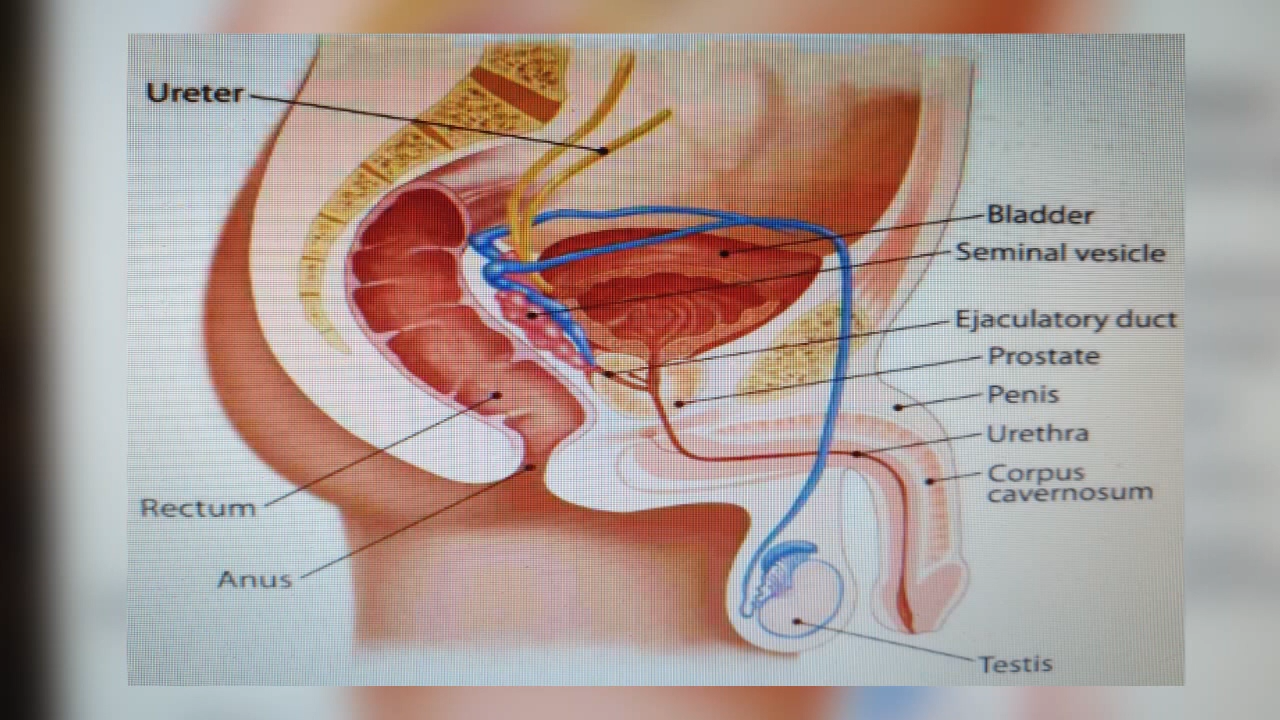 Ureter
Bladder
Seminal vesicle
Ejaculatory duct
Prostate
Penis
Urethra
Corpus
cavernosum
Rectum
Anus
Testis